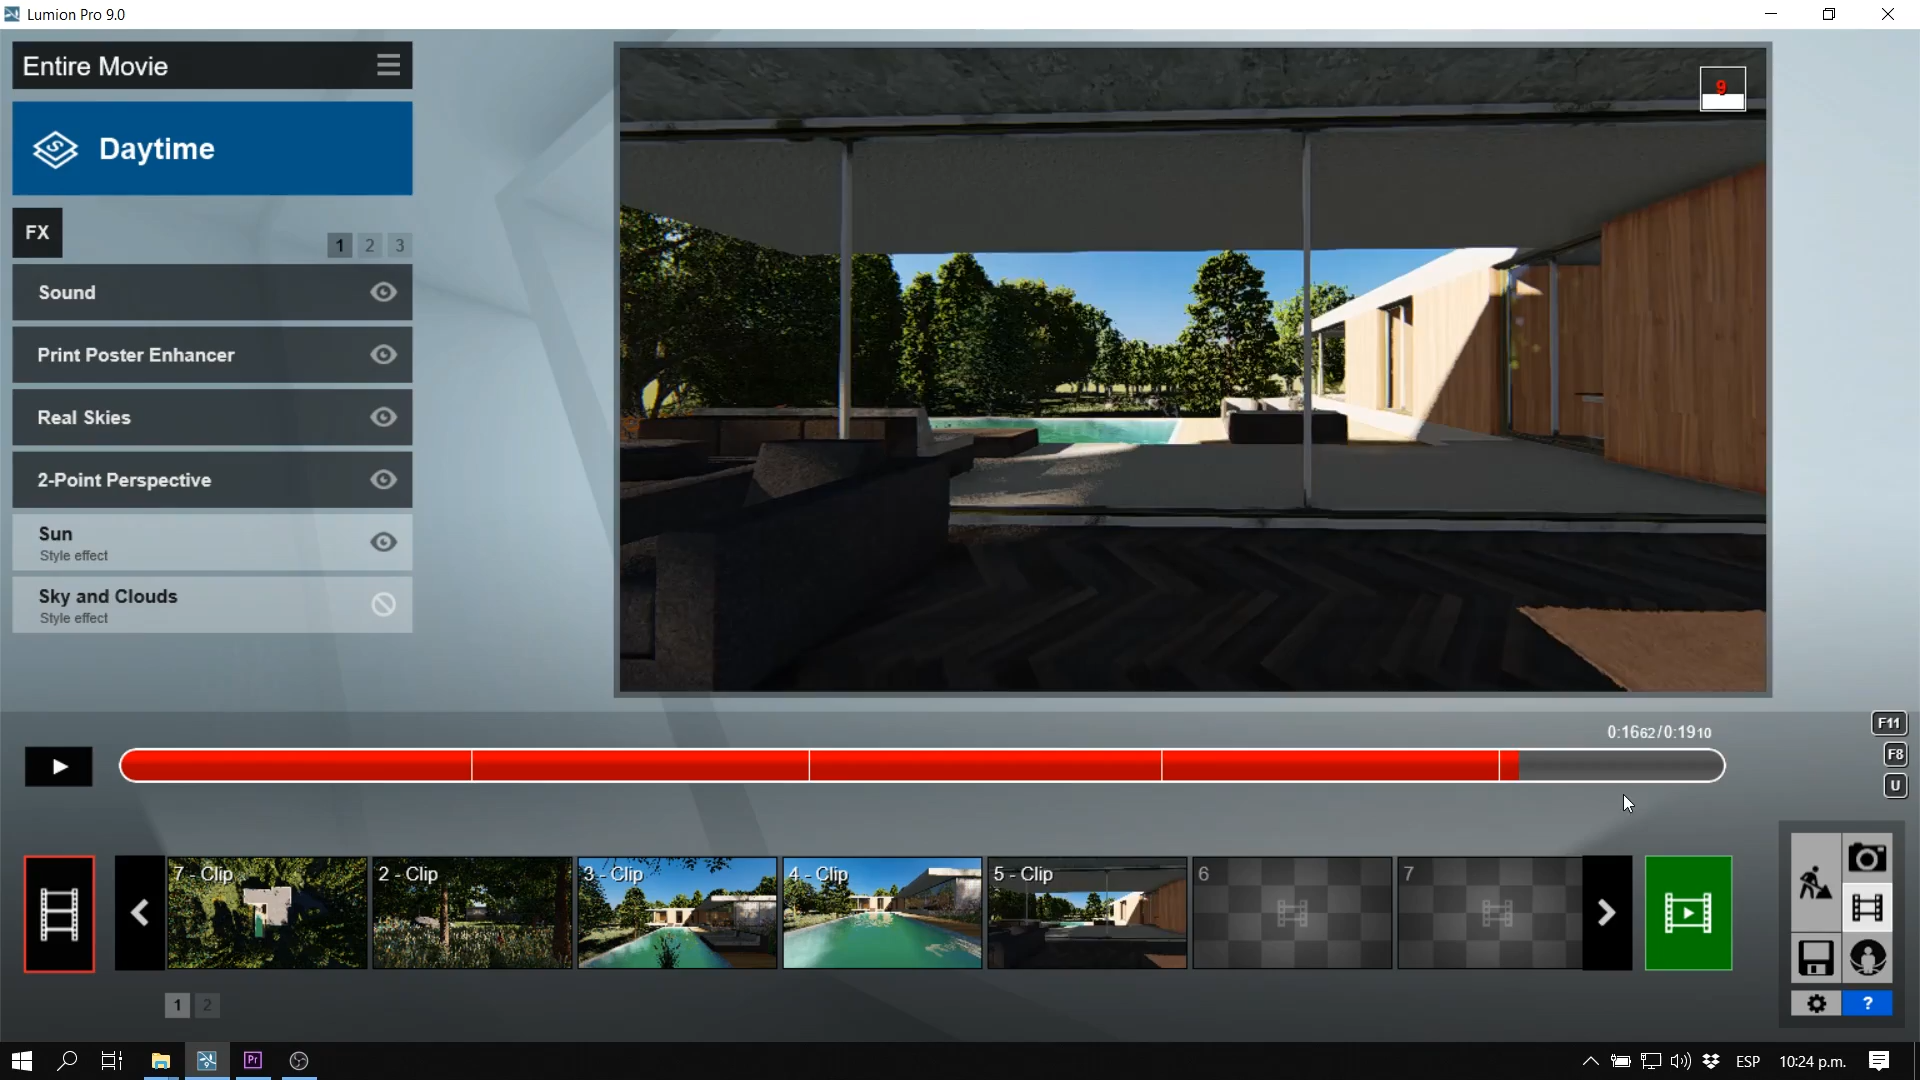 Lumion Pro 9.0
Entire Movie
9
Daytime
FX
1 2 3
Sound
Print Poster Enhancer
Real Skies
2-Point Perspective
Sun
Style effect
Sky and Clouds
Style effect
0:1662/0:1910
F11
F8
U
7 - Clip
2 - Clip
3 - Clip
4 - Clip
5 - Clip
6
7
1 2
?
Pr
ESP
10:24 p.m.